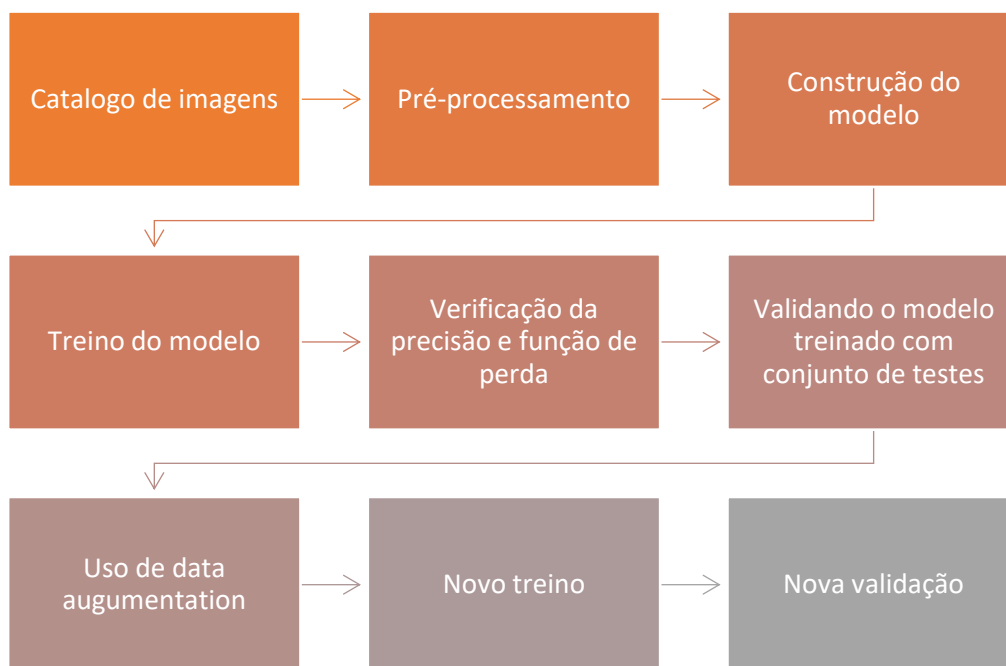 Catalogo de imagens
Pré-processamento
Construção do
modelo
Treino do modelo
Verificação da
precisão e função de
perda
Validando o modelo
treinado com
conjunto de testes
Uso de data
augumentation
Novo treino
Nova validação